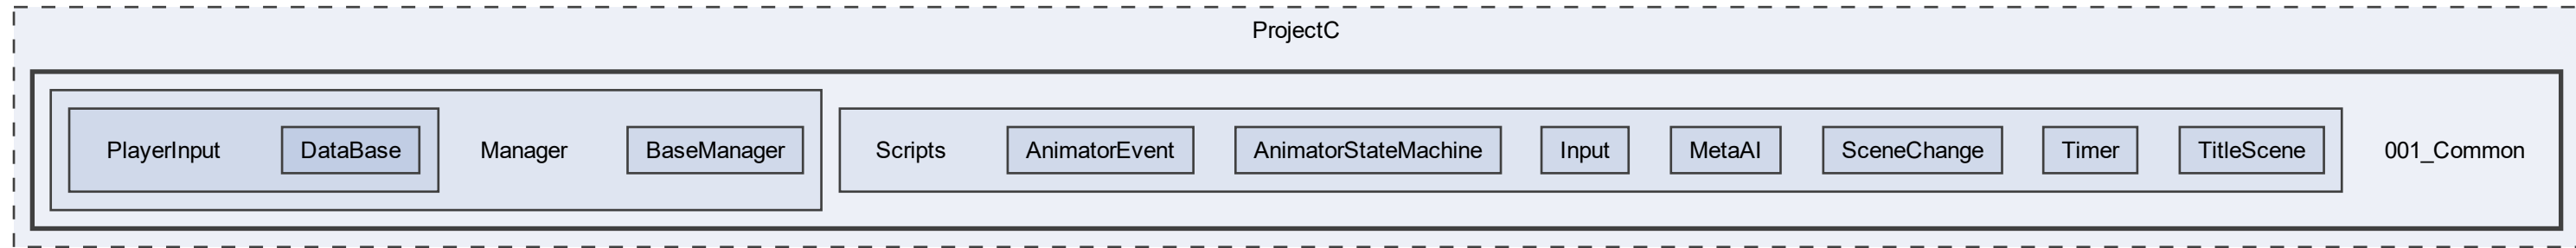 ProjectC
PlayerInput
DataBase
Manager
BaseManager
Scripts
AnimatorEvent
AnimatorStateMachine
Input
MetaAI
SceneChange
Timer
TitleScene
001_Common